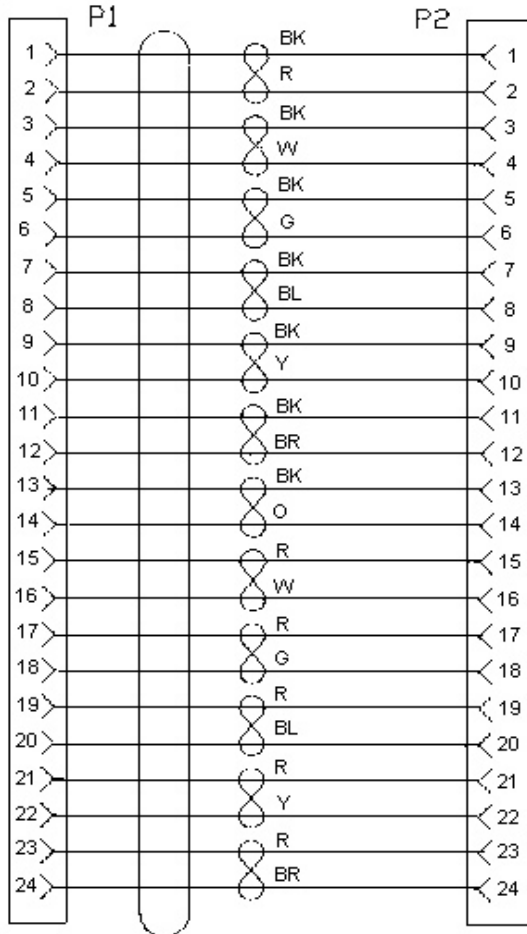 P1 P2
1 BK 1
2 R 2
3 BK 3
4 W 4
5 BK 5
6 G 6
7 BK 7
8 BL 8
9 BK 9
10 Y 10
11 BK 11
12 BR 12
13 BK 13
14 O 14
15 R 15
16 W 16
17 R 17
18 G 18
19 R 19
20 BL 20
21 R 21
22 Y 22
23 R 23
24 BR 24